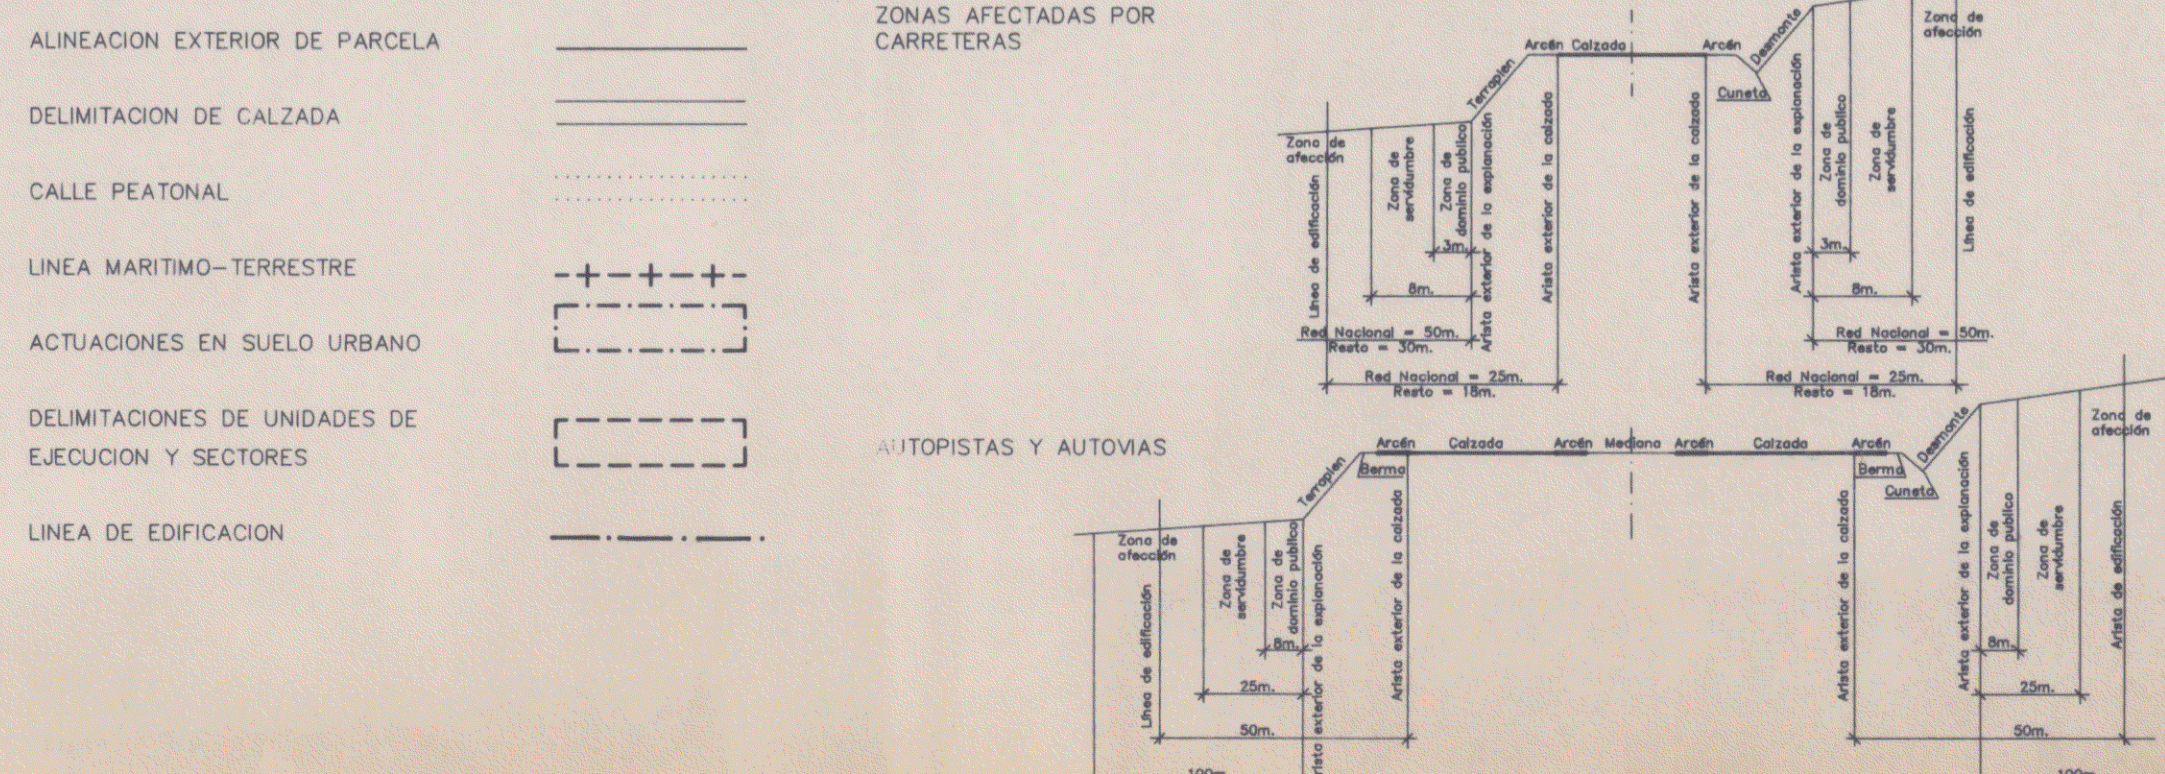 ALINEACION EXTERIOR DE PARCELA
DELIMITACION DE CALZADA
CALLE PEATONAL
LINEA MARITIMO-TERRESTRE
ACTUACIONES EN SUELO URBANO
DELIMITACIONES DE UNIDADES DE
EJECUCION Y SECTORES
LINEA DE EDIFICACION
ZONAS AFECTADAS POR
CARRETERAS
Arcén Calzada
Arcén
Terraplen
Desmonte
Cuneta
Zona de
afección
Línea de edificación
Zona de
servidumbre
Zona de
dominio publico
Arista exterior de la explanación
Arista exterior de la calzada
3m.
8m.
Red Nacional = 50m.
Resto = 30m.
Red Nacional = 25m.
Resto = 18m.
Arista exterior de la calzada
Arista exterior de la explanación
Zona de
dominio publico
Zona de
servidumbre
Línea de edificación
Zona de
afección
3m.
8m.
Red Nacional = 50m.
Resto = 30m.
Red Nacional = 25m.
Resto = 18m.
AUTOPISTAS Y AUTOVIAS
Arcén Calzada Arcén Mediana Arcén Calzada Arcén
Terraplen
Berma
Berma
Cuneta
Desmonte
Zona de
afección
Línea de edificación
Zona de
servidumbre
Zona de
dominio publico
Arista exterior de la explanación
Arista exterior de la calzada
8m.
25m.
50m.
100m.
Arista exterior de la calzada
Arista exterior de la explanación
Zona de
dominio publico
Zona de
servidumbre
Arista de edificación
Zona de
afección
8m.
25m.
50m.
100m.